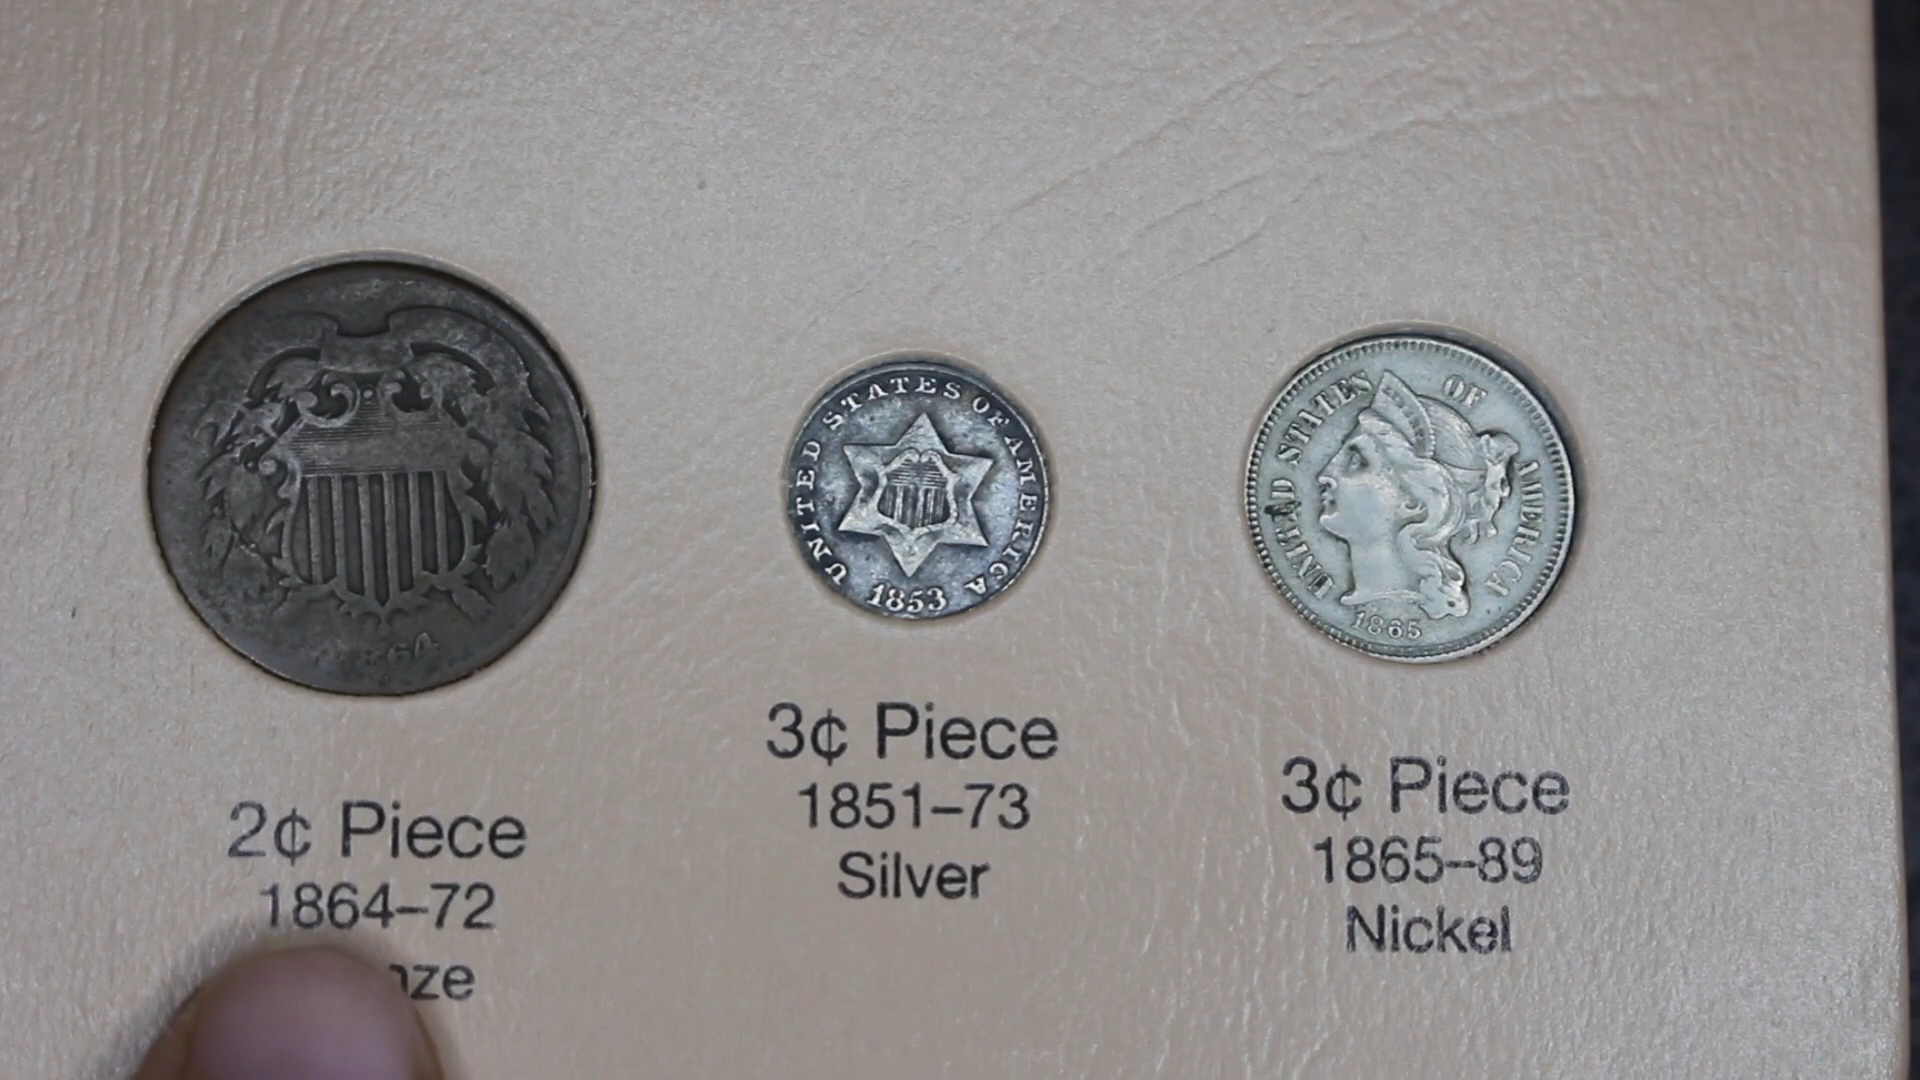 UNITED STATES OF AMERICA
1853
UNITED STATES OF AMERICA
1865
2¢ Piece
1864–72
3¢ Piece
1851–73
Silver
3¢ Piece
1865–89
Nickel